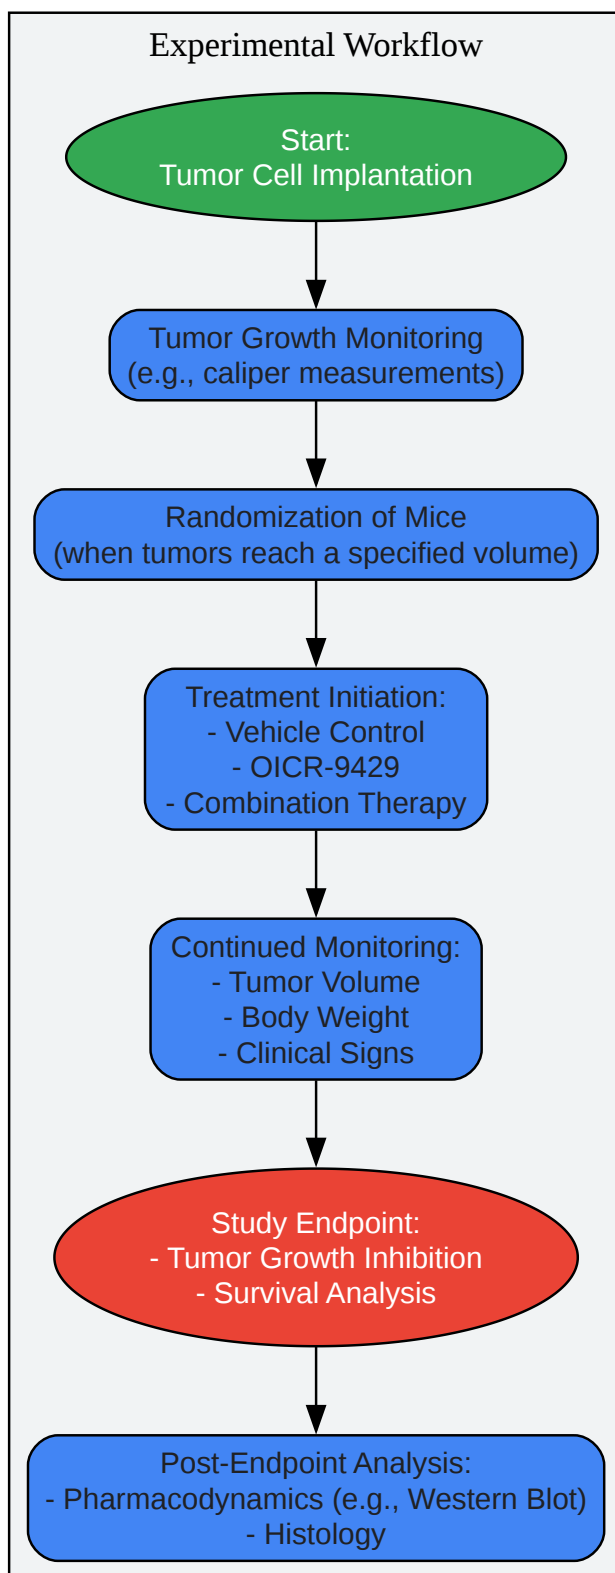 Experimental Workflow
Start:
Tumor Cell Implantation
Tumor Growth Monitoring
(e.g., caliper measurements)
Randomization of Mice
(when tumors reach a specified volume)
Treatment Initiation:
- Vehicle Control
- OICR-9429
- Combination Therapy
Continued Monitoring:
- Tumor Volume
- Body Weight
- Clinical Signs
Study Endpoint:
- Tumor Growth Inhibition
- Survival Analysis
Post-Endpoint Analysis:
- Pharmacodynamics (e.g., Western Blot)
- Histology